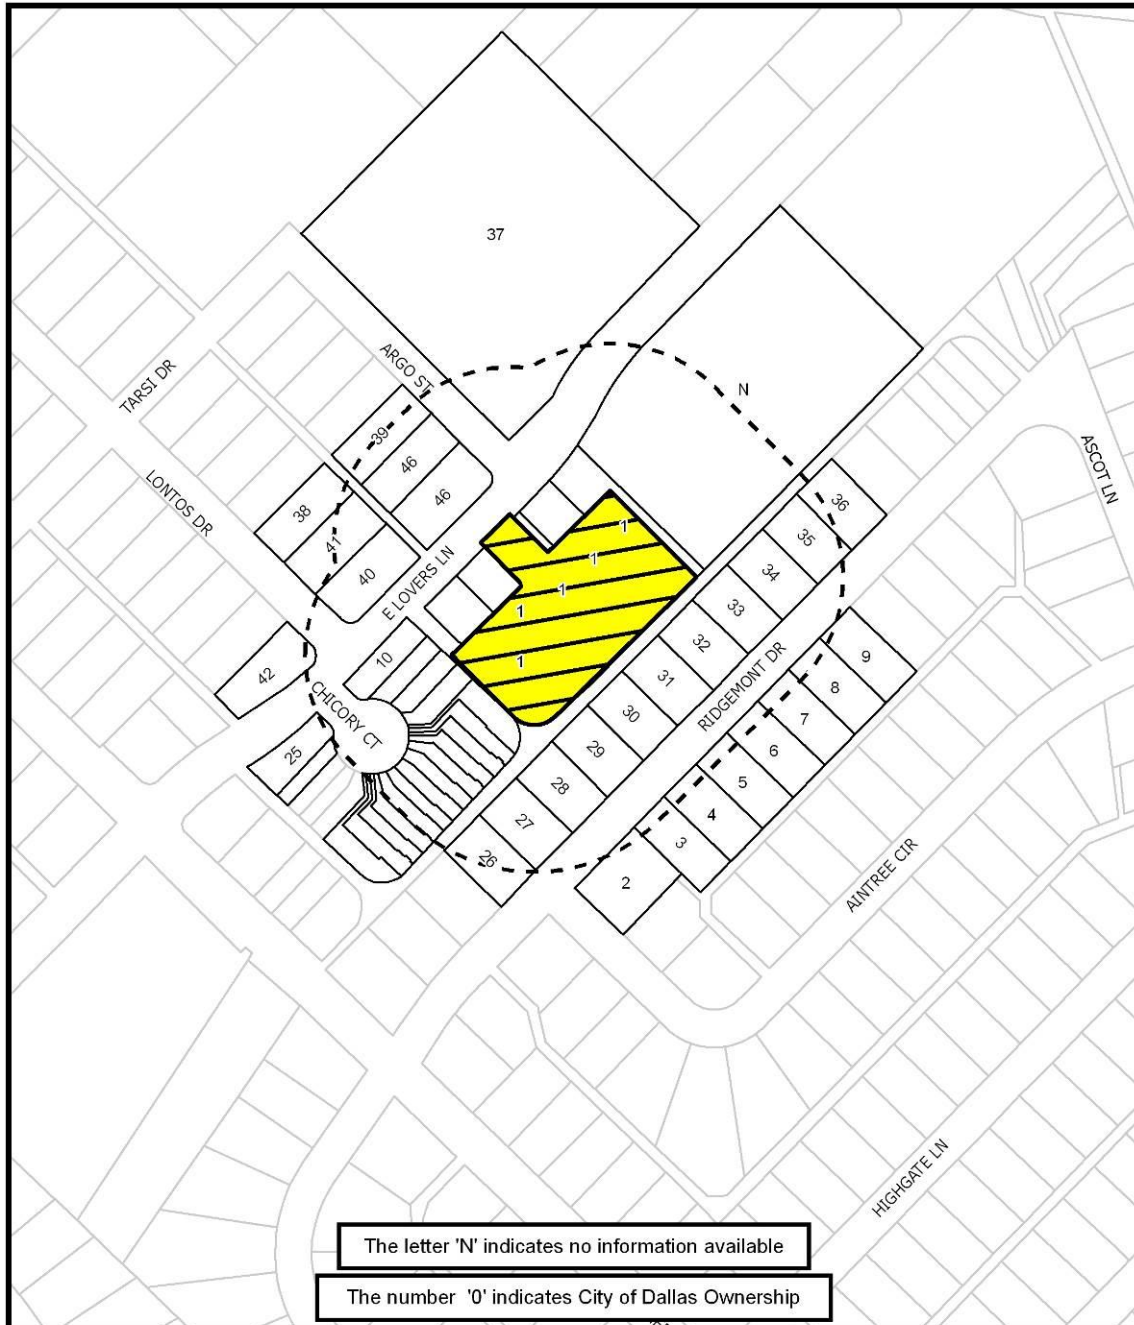 37
ARGO ST
TARSI DR
N
39
46
ASCOT LN
46
36
LONTOS DR
38
35
1
41
34
1
40
E LOVERS LN
1
33
1
32
10
1
31
9
42
RIDGEMONT DR
8
CHICORY CT
30
7
29
6
25
28
5
27
4
26
3
2
AINTREE CIR
HIGHGATE LN
The letter 'N' indicates no information available
The number '0' indicates City of Dallas Ownership